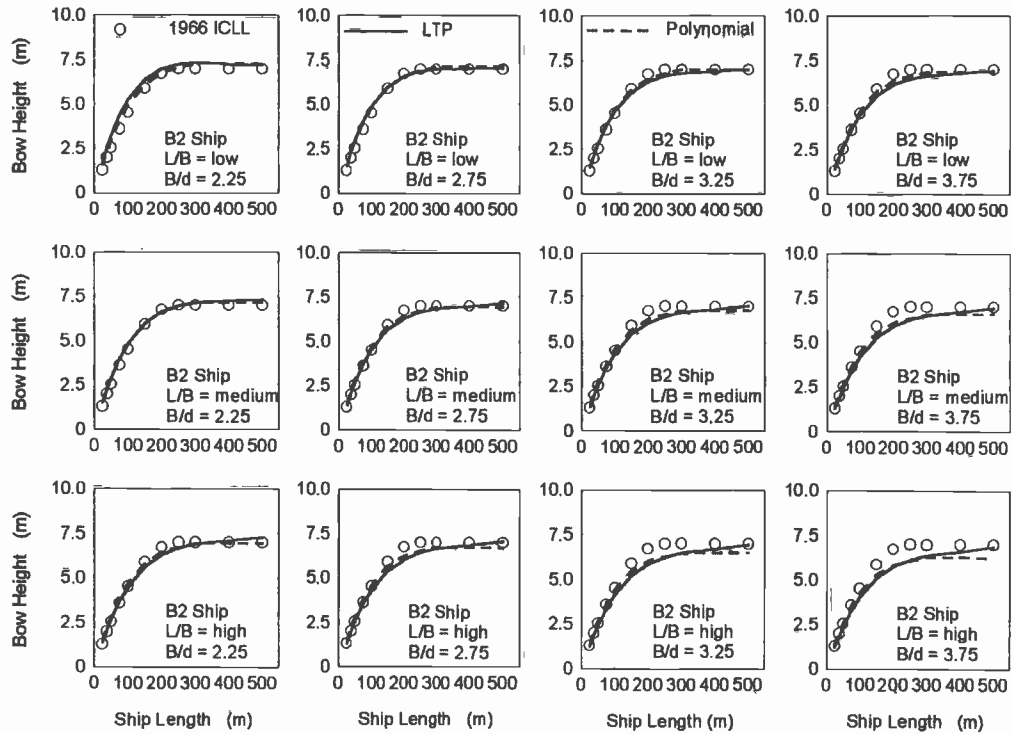 10.0 1966 ICLL
7.5
5.0
2.5
0
Bow Height (m)
B2 Ship
L/B = low
B/d = 2.25
0 100 200 300 400 500
10.0 LTP
7.5
5.0
2.5
0
B2 Ship
L/B = low
B/d = 2.75
0 100 200 300 400 500
10.0 Polynomial
7.5
5.0
2.5
0
B2 Ship
L/B = low
B/d = 3.25
0 100 200 300 400 500
10.0
7.5
5.0
2.5
0
B2 Ship
L/B = low
B/d = 3.75
0 100 200 300 400 500
10.0
7.5
5.0
2.5
0
Bow Height (m)
B2 Ship
L/B = medium
B/d = 2.25
0 100 200 300 400 500
10.0
7.5
5.0
2.5
0
B2 Ship
L/B = medium
B/d = 2.75
0 100 200 300 400 500
10.0
7.5
5.0
2.5
0
B2 Ship
L/B = medium
B/d = 3.25
0 100 200 300 400 500
10.0
7.5
5.0
2.5
0
B2 Ship
L/B = medium
B/d = 3.75
0 100 200 300 400 500
10.0
7.5
5.0
2.5
0
Bow Height (m)
B2 Ship
L/B = high
B/d = 2.25
0 100 200 300 400 500
Ship Length (m)
10.0
7.5
5.0
2.5
0
B2 Ship
L/B = high
B/d = 2.75
0 100 200 300 400 500
Ship Length (m)
10.0
7.5
5.0
2.5
0
B2 Ship
L/B = high
B/d = 3.25
0 100 200 300 400 500
Ship Length (m)
10.0
7.5
5.0
2.5
0
B2 Ship
L/B = high
B/d = 3.75
0 100 200 300 400 500
Ship Length (m)